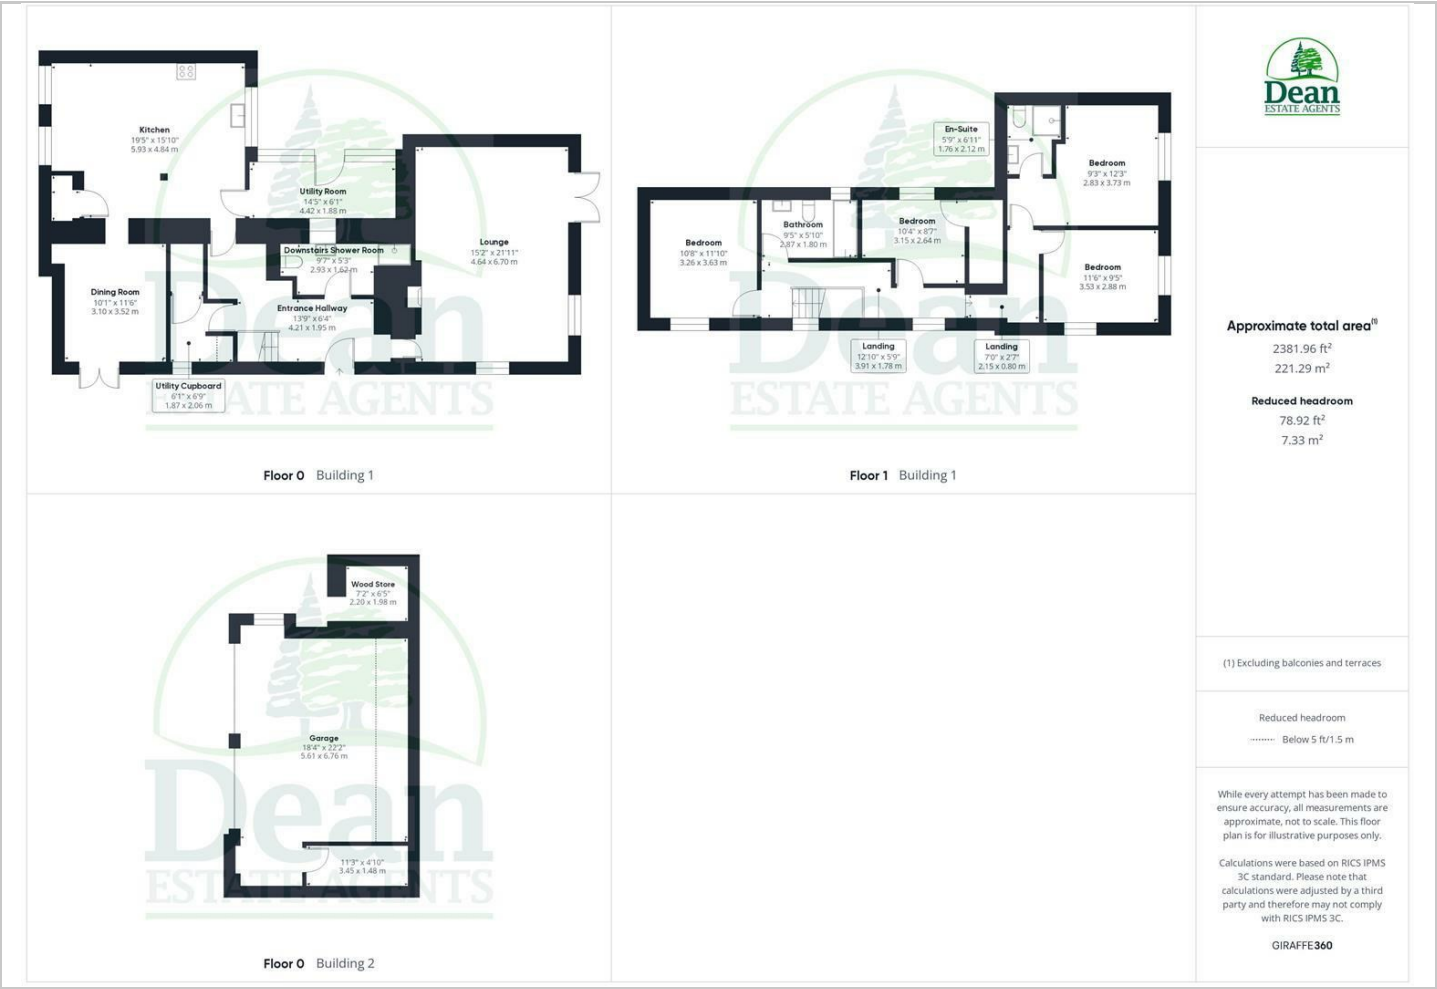 Kitchen
19'5" x 15'10"
5.93 x 4.84 m
Utility Room
14'5" x 6'1"
4.42 x 1.88 m
Downstairs Shower Room
9'7" x 5'3"
2.93 x 1.62 m
Lounge
15'2" x 21'11"
4.64 x 6.70 m
Dining Room
10'1" x 11'6"
3.10 x 3.52 m
Entrance Hallway
13'9" x 6'4"
4.21 x 1.95 m
Utility Cupboard
6'1" x 6'9"
1.87 x 2.06 m
Dean
ESTATE AGENTS
Floor 0 Building 1
En-Suite
5'9" x 6'11"
1.76 x 2.12 m
Bedroom
9'3" x 12'3"
2.83 x 3.73 m
Bedroom
10'8" x 11'10"
3.26 x 3.63 m
Bathroom
9'5" x 5'10"
2.87 x 1.80 m
Bedroom
10'4" x 8'7"
3.15 x 2.64 m
Bedroom
11'6" x 9'5"
3.53 x 2.88 m
Landing
12'10" x 5'9"
3.91 x 1.78 m
Landing
7'0" x 2'7"
2.15 x 0.80 m
Dean
ESTATE AGENTS
Floor 1 Building 1
Wood Store
7'2" x 6'5"
2.20 x 1.98 m
Garage
18'4" x 22'2"
5.61 x 6.76 m
11'3" x 4'10"
3.45 x 1.48 m
Dean
ESTATE AGENTS
Floor 0 Building 2
Dean
ESTATE AGENTS
Approximate total area(1)
2381.96 ft²
221.29 m²
Reduced headroom
78.92 ft²
7.33 m²
(1) Excluding balconies and terraces
Reduced headroom
Below 5 ft/1.5 m
While every attempt has been made to
ensure accuracy, all measurements are
approximate, not to scale. This floor
plan is for illustrative purposes only.
Calculations were based on RICS IPMS
3C standard. Please note that
calculations were adjusted by a third
party and therefore may not comply
with RICS IPMS 3C.
GIRAFFE360